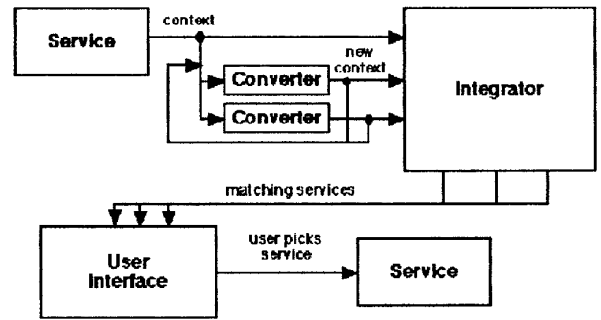 context
Service
new
context
Converter
Converter
Integrator
matching services
User
Interface
user picks
service
Service